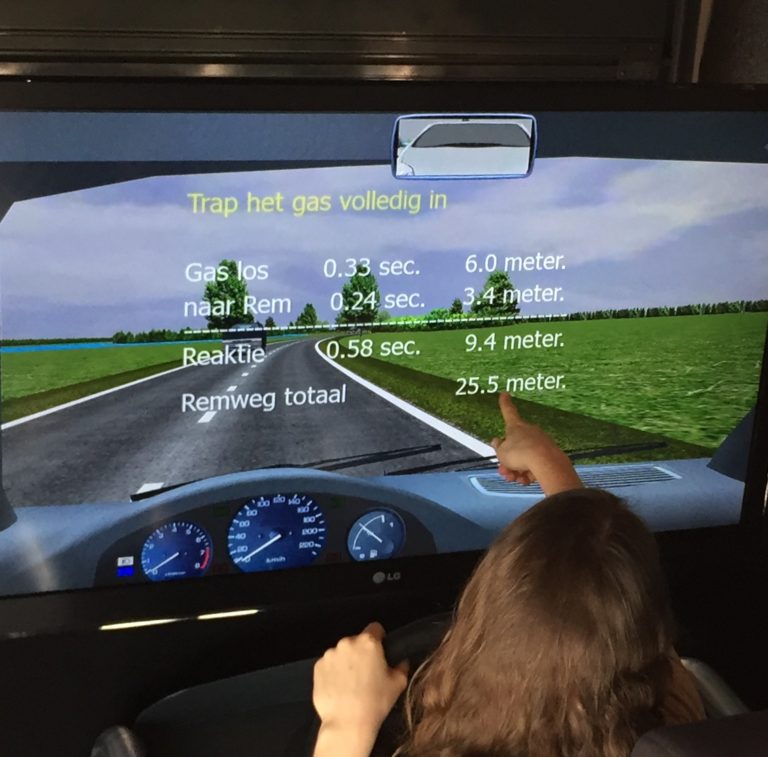 Trap het gas volledig in
Gas los 0.33 sec. 6.0 meter.
naar Rem 0.24 sec. 3.4 meter.
Reaktie 0.58 sec. 9.4 meter.
Remweg totaal 25.5 meter.
LG